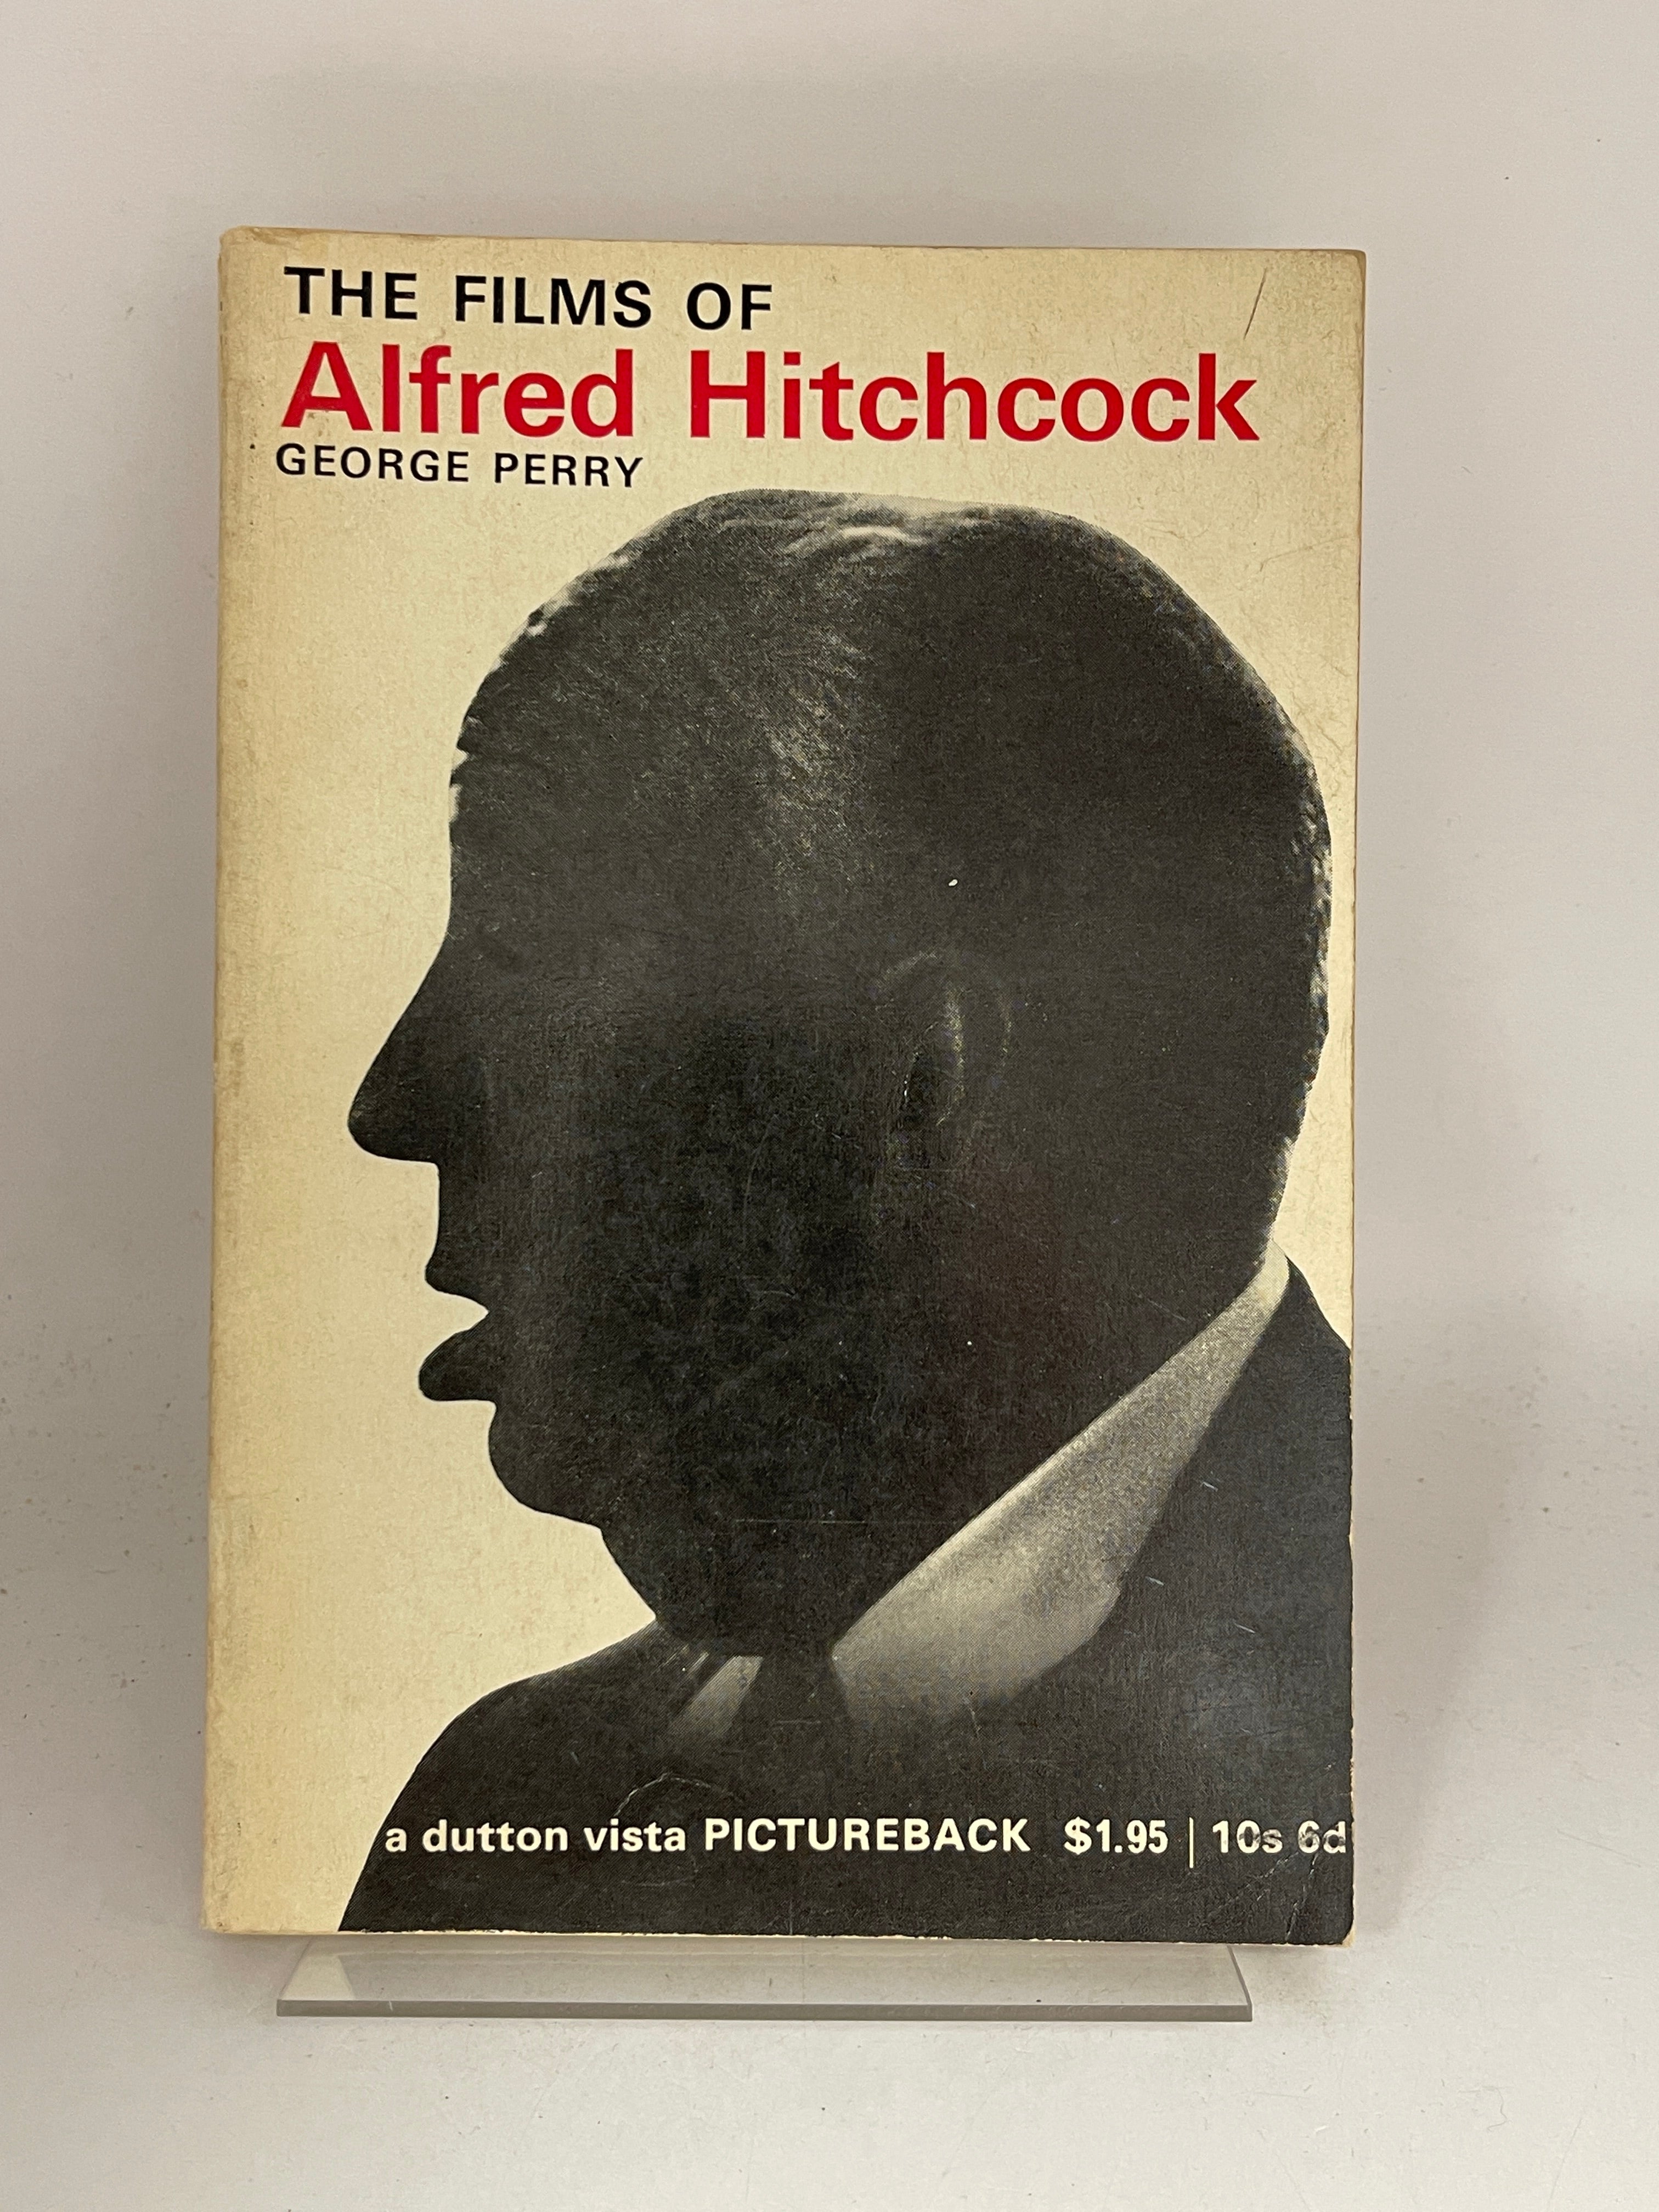 THE FILMS OF
Alfred Hitchcock
GEORGE PERRY
a dutton vista PICTUREBACK $1.95 | 10s 6d